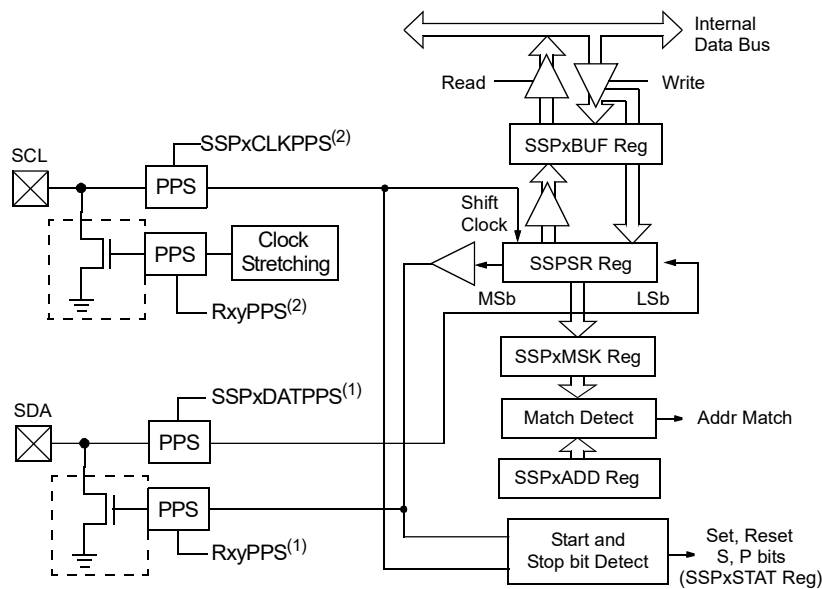 Internal
Data Bus
Read
Write
SSPxBUF Reg
SSPxCLKPPS(2)
SCL
PPS
Shift
Clock
PPS
Clock
Stretching
SSPSR Reg
MSb
LSb
RxyPPS(2)
SSPxMSK Reg
SSPxDATPPS(1)
SDA
PPS
Match Detect
Addr Match
SSPxADD Reg
PPS
RxyPPS(1)
Start and
Stop bit Detect
Set, Reset
S, P bits
(SSPxSTAT Reg)